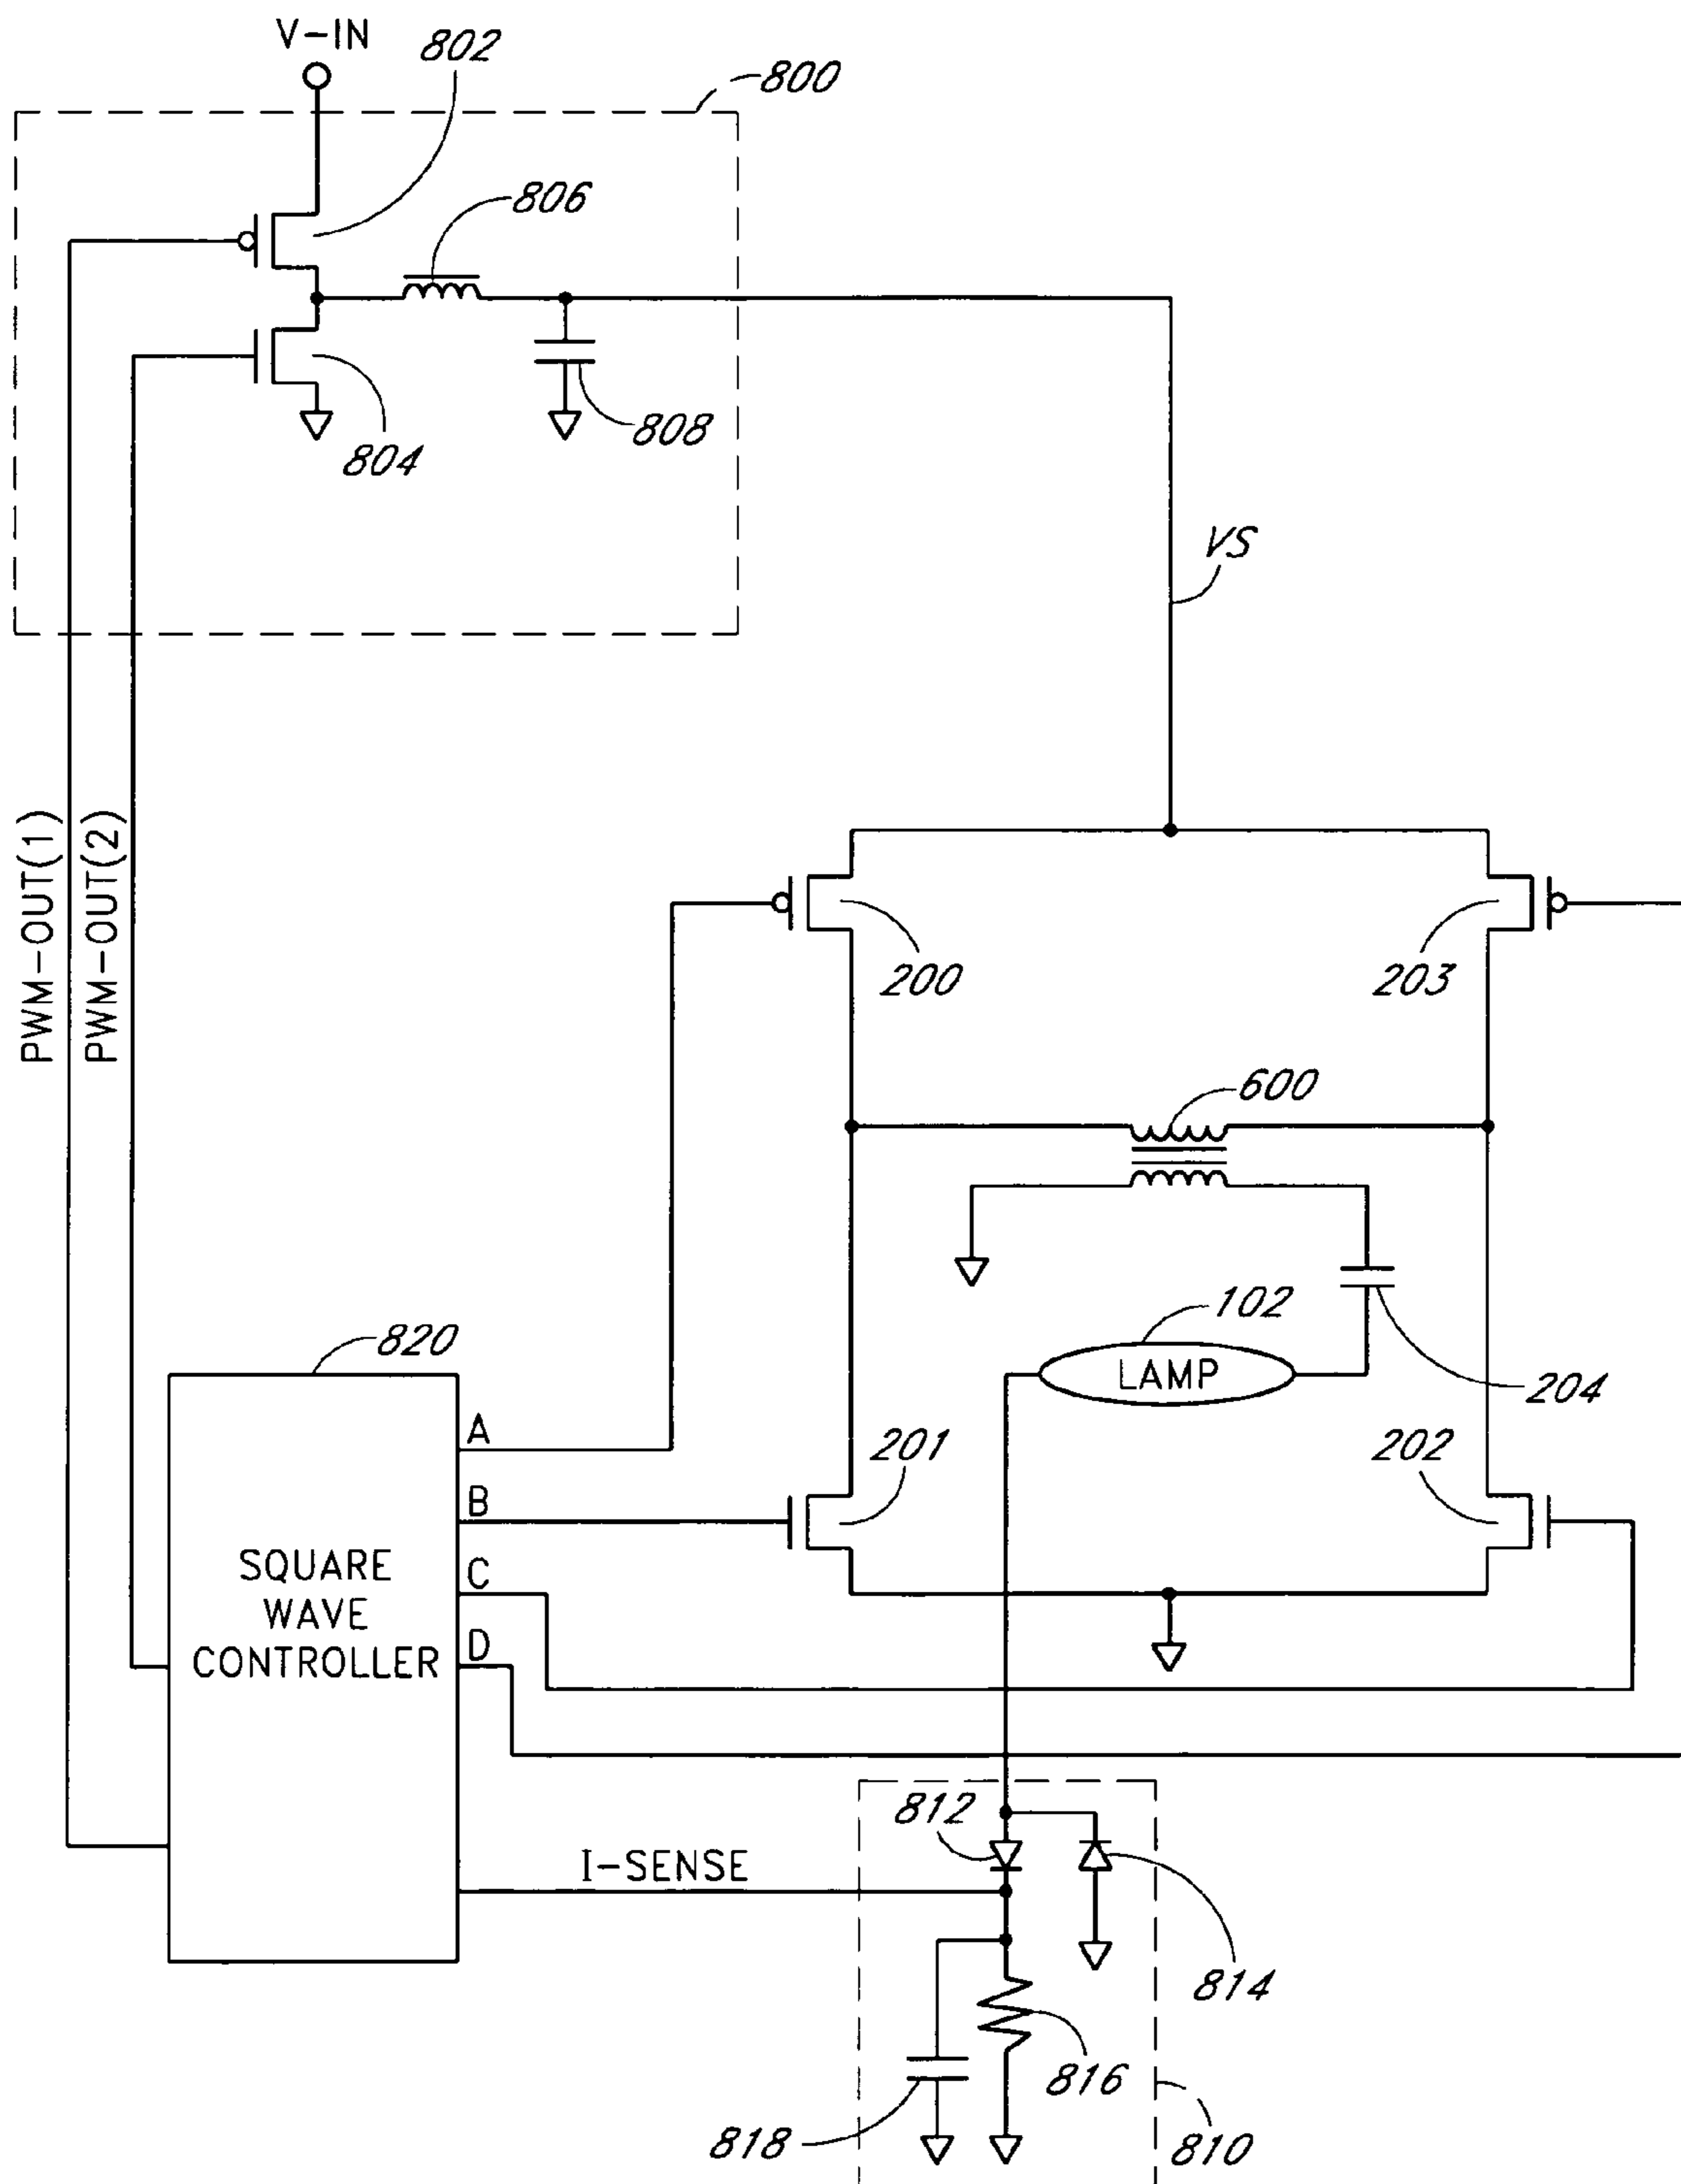 V-IN
802
800
806
808
804
VS
PWM-OUT(1)
PWM-OUT(2)
200
203
600
102
LAMP
204
820
A
201
202
B
SQUARE
WAVE
CONTROLLER
C
D
812
I-SENSE
814
816
818
810